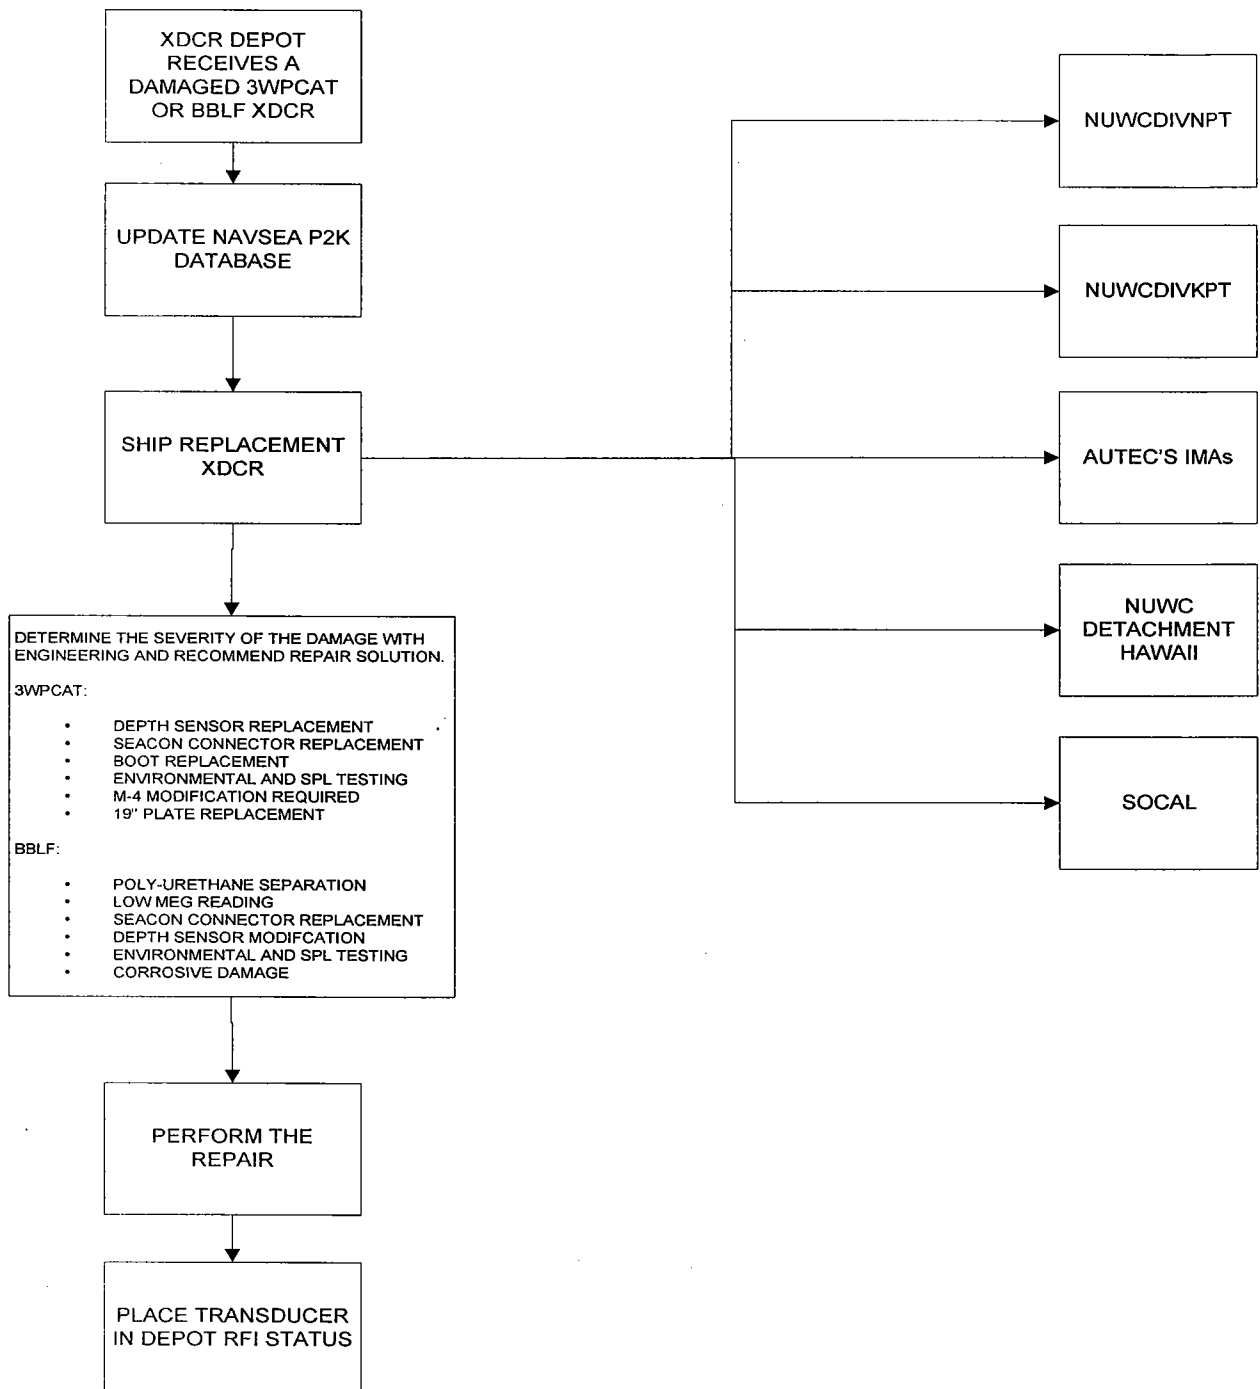 XDCR DEPOT
RECEIVES A
DAMAGED 3WPCAT
OR BBLF XDCR
UPDATE NAVSEA P2K
DATABASE
SHIP REPLACEMENT
XDCR
DETERMINE THE SEVERITY OF THE DAMAGE WITH
ENGINEERING AND RECOMMEND REPAIR SOLUTION.
3WPCAT:
• DEPTH SENSOR REPLACEMENT
• SEACON CONNECTOR REPLACEMENT
• BOOT REPLACEMENT
• ENVIRONMENTAL AND SPL TESTING
• M-4 MODIFICATION REQUIRED
• 19" PLATE REPLACEMENT
BBLF:
• POLY-URETHANE SEPARATION
• LOW MEG READING
• SEACON CONNECTOR REPLACEMENT
• DEPTH SENSOR MODIFCATION
• ENVIRONMENTAL AND SPL TESTING
• CORROSIVE DAMAGE
PERFORM THE
REPAIR
PLACE TRANSDUCER
IN DEPOT RFI STATUS
NUWCDIVNPT
NUWCDIVKPT
AUTEC'S IMAs
NUWC
DETACHMENT
HAWAII
SOCAL